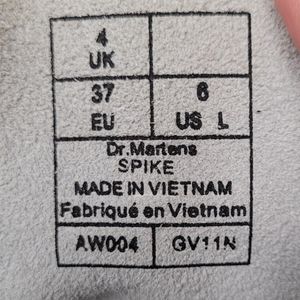 4
UK
37 6
EU US L
Dr.Martens
SPIKE
MADE IN VIETNAM
Fabriqué en Vietnam
AW004 GV11N